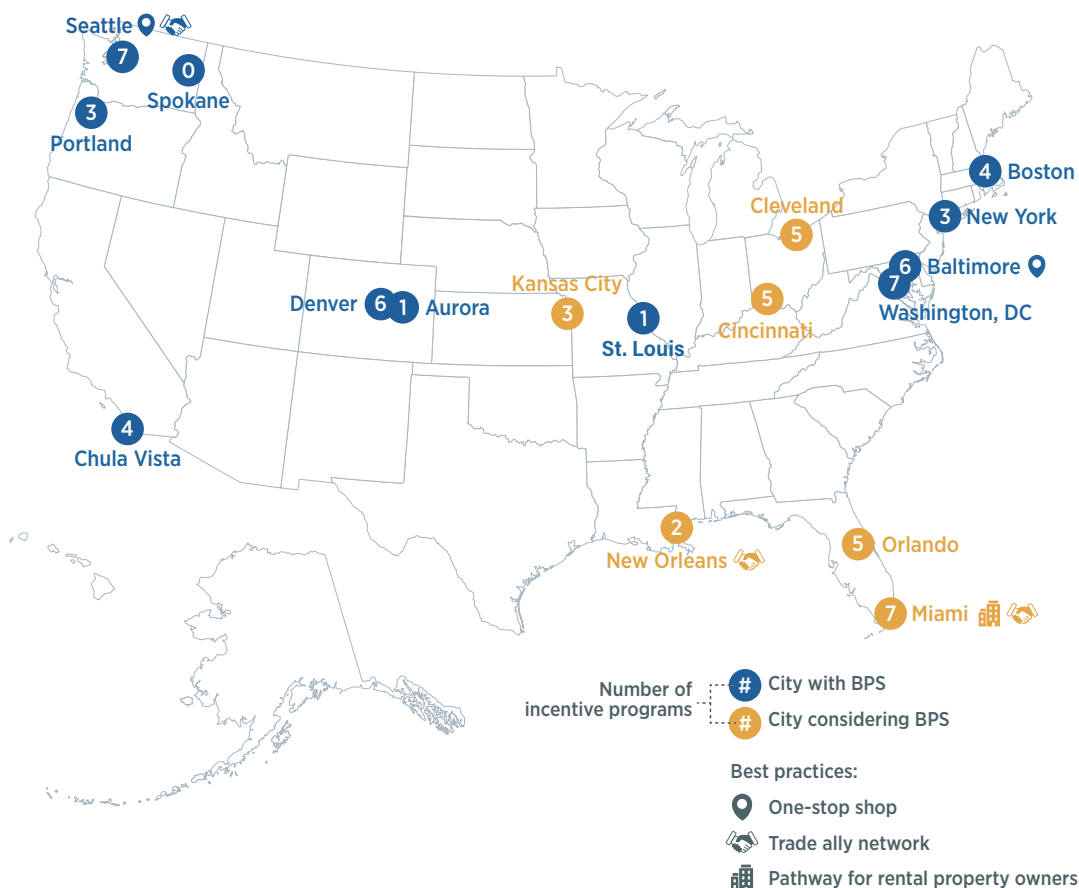 Seattle
7
0
Spokane
3
Portland
4
Boston
Cleveland
5
3
New York
6
Baltimore
7
Washington, DC
Kansas City
3
5
Cincinnati
Denver
6
1
Aurora
1
St. Louis
4
Chula Vista
2
New Orleans
5
Orlando
7
Miami
Number of
incentive programs
#
City with BPS
#
City considering BPS
Best practices:
One-stop shop
Trade ally network
Pathway for rental property owners